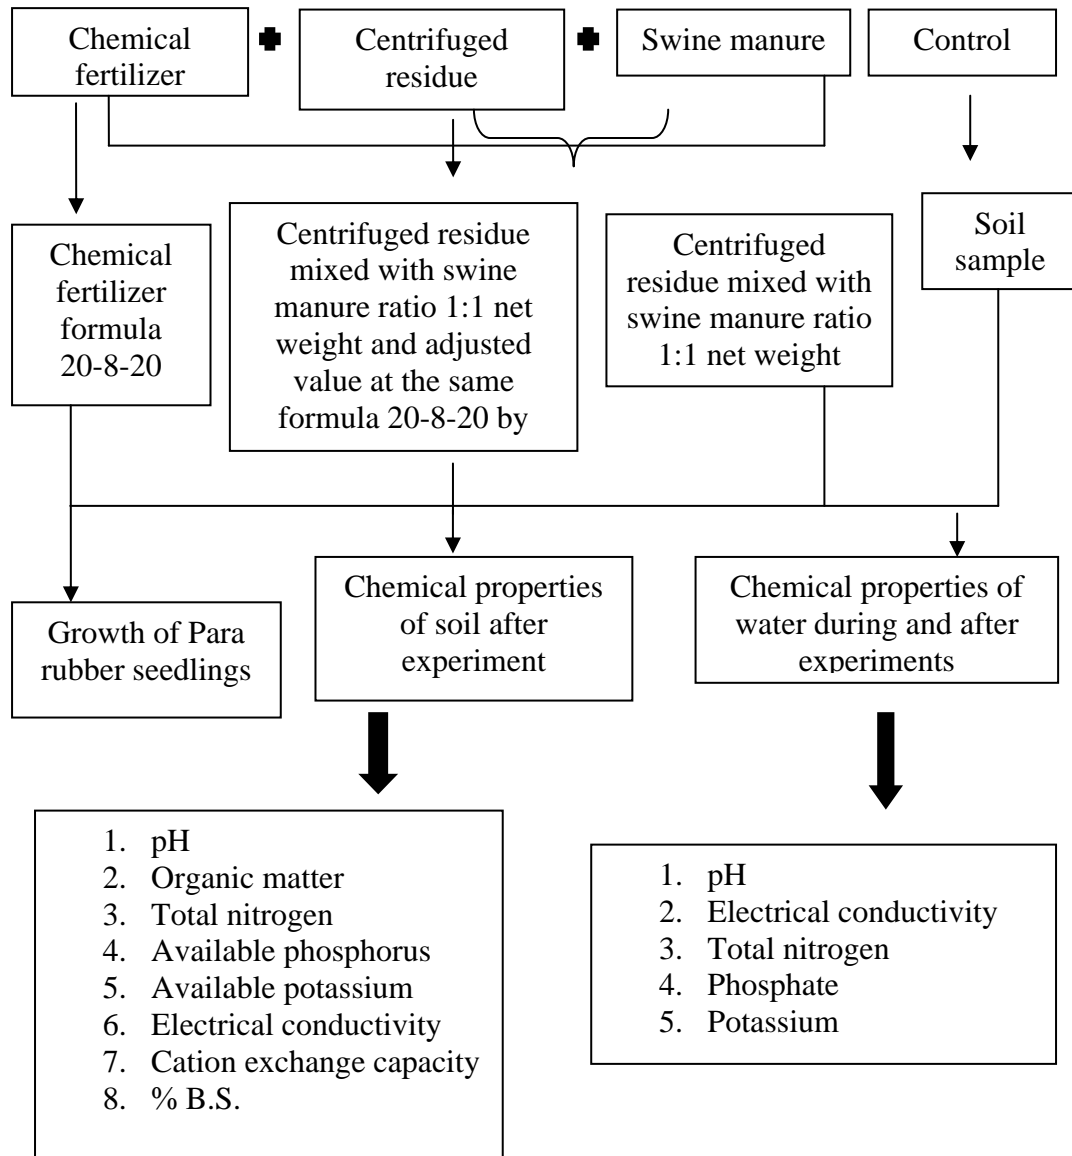 Chemical
fertilizer
Centrifuged
residue
Swine manure
Control
Chemical
fertilizer
formula
20-8-20
Centrifuged residue
mixed with swine
manure ratio 1:1 net
weight and adjusted
value at the same
formula 20-8-20 by
Centrifuged
residue mixed with
swine manure ratio
1:1 net weight
Soil
sample
Growth of Para
rubber seedlings
Chemical properties
of soil after
experiment
Chemical properties of
water during and after
experiments
1. pH
2. Organic matter
3. Total nitrogen
4. Available phosphorus
5. Available potassium
6. Electrical conductivity
7. Cation exchange capacity
8. % B.S.
1. pH
2. Electrical conductivity
3. Total nitrogen
4. Phosphate
5. Potassium